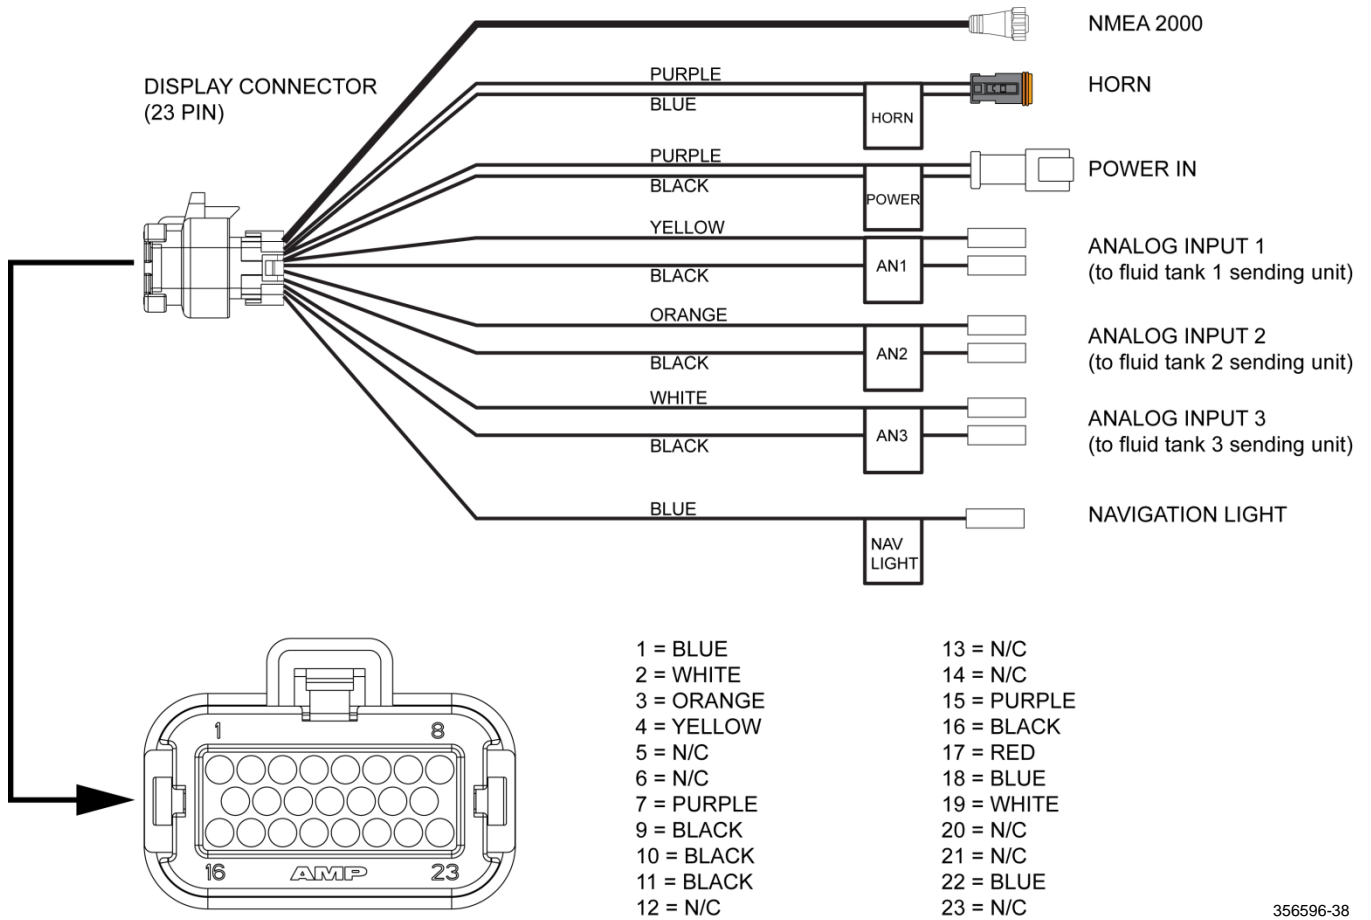 NMEA 2000
DISPLAY CONNECTOR
(23 PIN)
PURPLE
BLUE
HORN
HORN
PURPLE
BLACK
POWER
POWER IN
YELLOW
BLACK
AN1
ANALOG INPUT 1
(to fluid tank 1 sending unit)
ORANGE
BLACK
AN2
ANALOG INPUT 2
(to fluid tank 2 sending unit)
WHITE
BLACK
AN3
ANALOG INPUT 3
(to fluid tank 3 sending unit)
BLUE
NAV
LIGHT
NAVIGATION LIGHT
1
8
16
AMP
23
1 = BLUE
2 = WHITE
3 = ORANGE
4 = YELLOW
5 = N/C
6 = N/C
7 = PURPLE
9 = BLACK
10 = BLACK
11 = BLACK
12 = N/C
13 = N/C
14 = N/C
15 = PURPLE
16 = BLACK
17 = RED
18 = BLUE
19 = WHITE
20 = N/C
21 = N/C
22 = BLUE
23 = N/C
356596-38